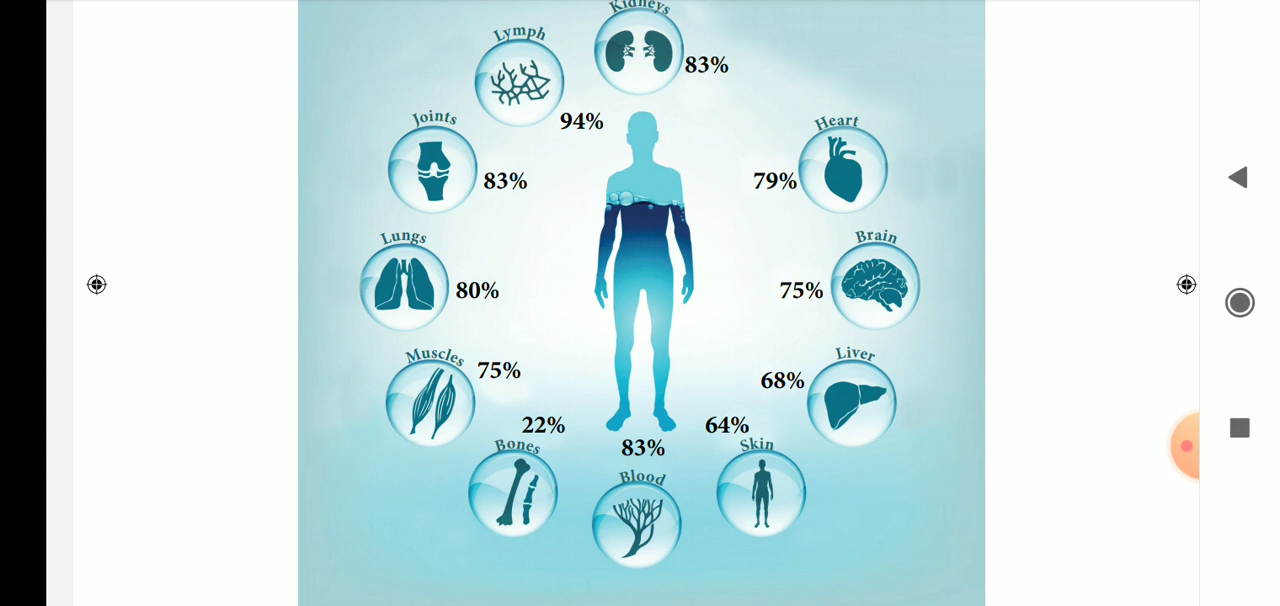 Kidneys
83%
Lymph
94%
Heart
79%
Joints
83%
Brain
75%
Lungs
80%
Liver
68%
Muscles
75%
Skin
64%
Bones
22%
Blood
83%